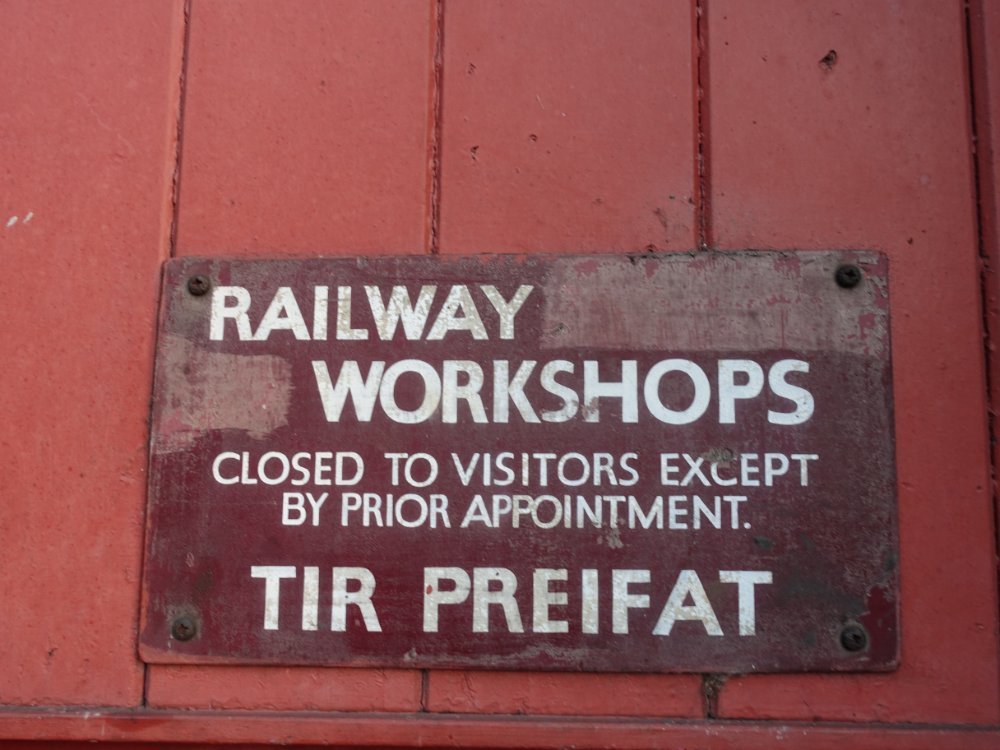 RAILWAY
WORKSHOPS
CLOSED TO VISITORS EXCEPT
BY PRIOR APPOINTMENT.
TIR PREIFAT